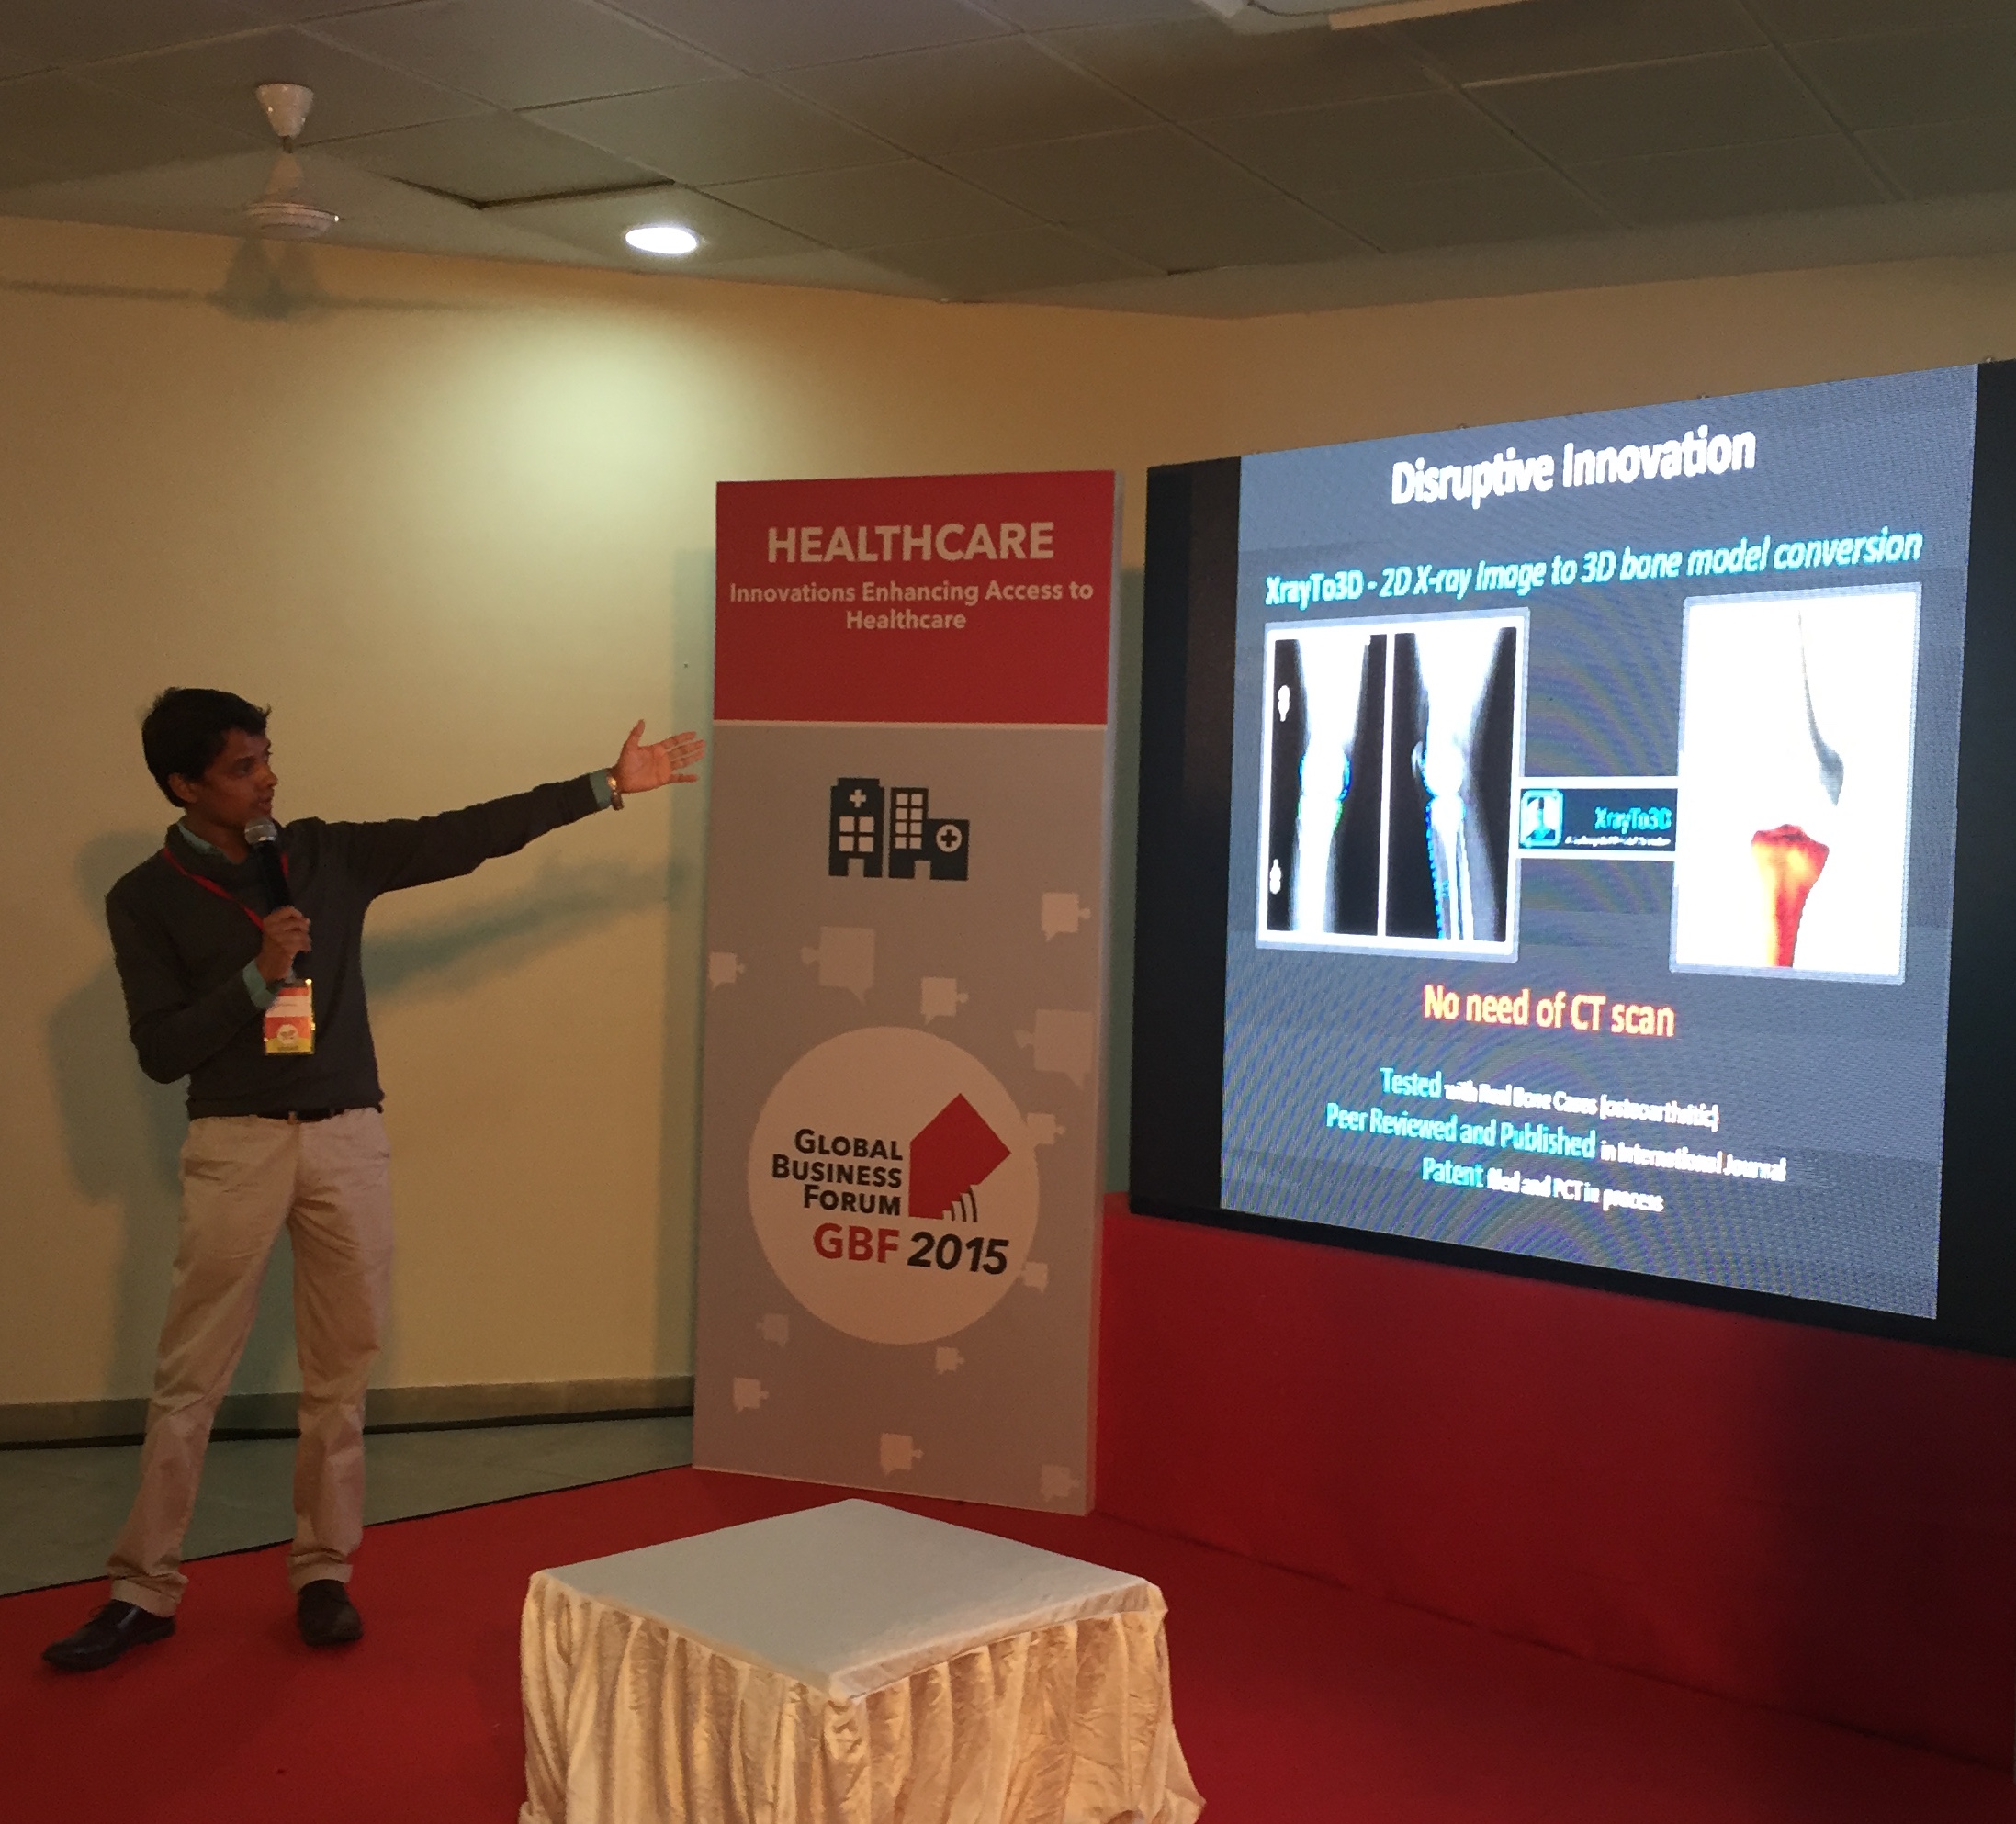 HEALTHCARE
Innovations Enhancing Access to
Healthcare
GLOBAL
BUSINESS
FORUM
GBF 2015
Disruptive Innovation
XrayTo3D - 2D X-ray Image to 3D bone model conversion
XrayTo3D
No need of CT scan
Tested with Real Bone Cases (osteoarthritic)
Peer Reviewed and Published in International Journal
Patent filed and PCT in process